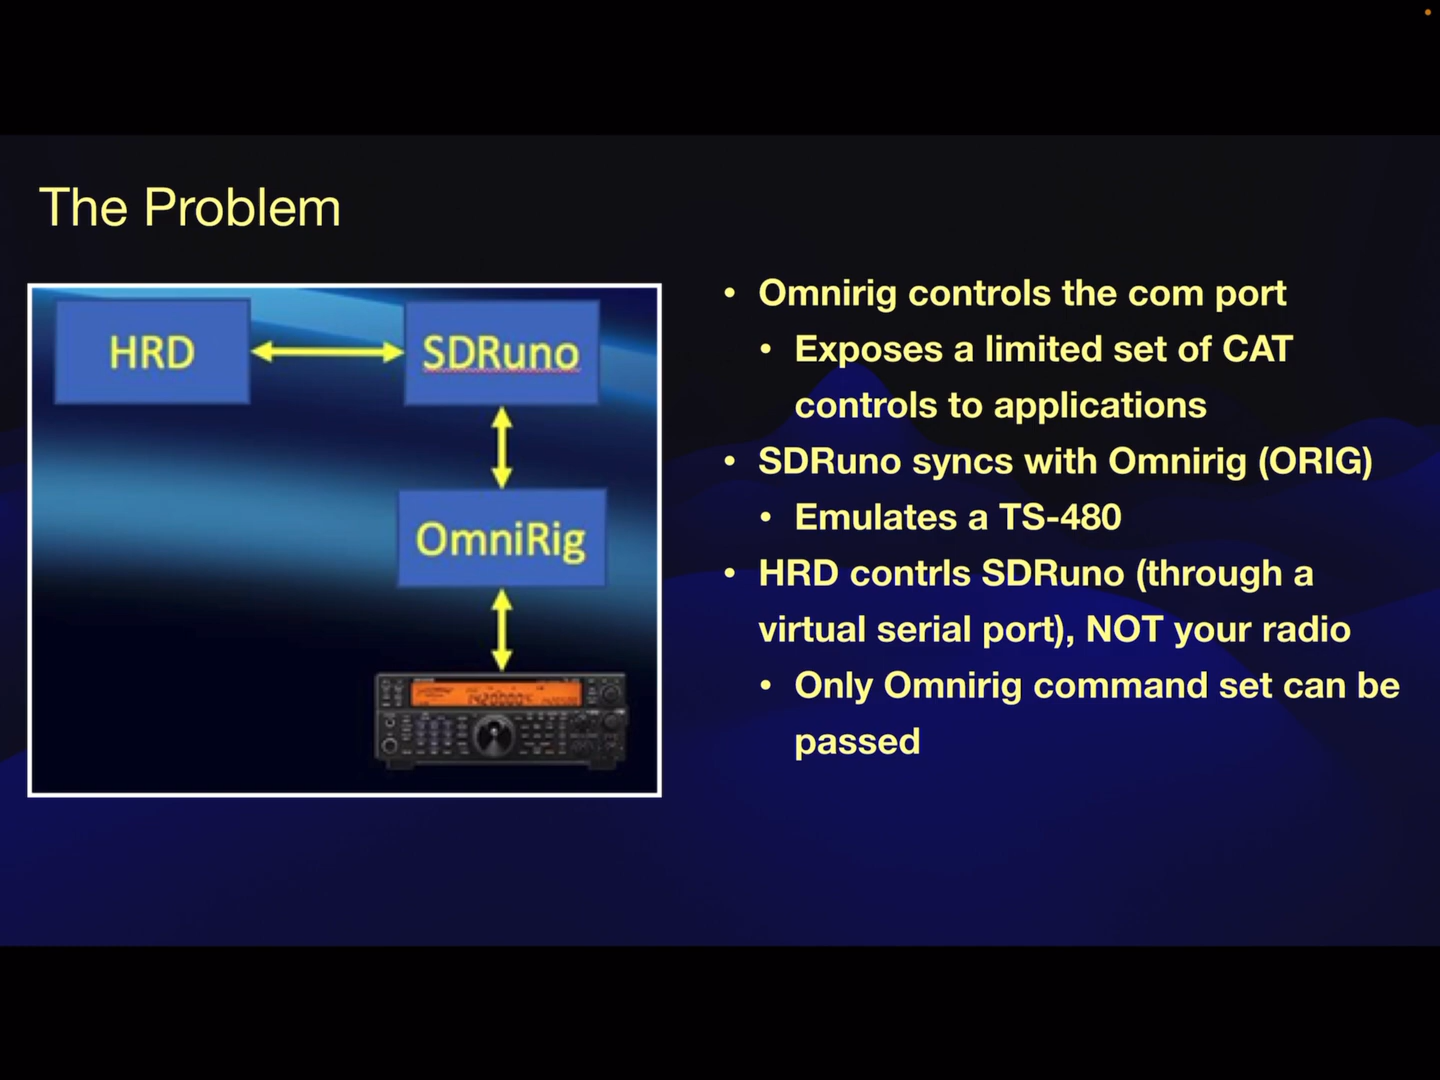 The Problem
HRD
SDRuno
OmniRig
• Omnirig controls the com port
• Exposes a limited set of CAT
controls to applications
• SDRuno syncs with Omnirig (ORIG)
• Emulates a TS-480
• HRD contrls SDRuno (through a
virtual serial port), NOT your radio
• Only Omnirig command set can be
passed